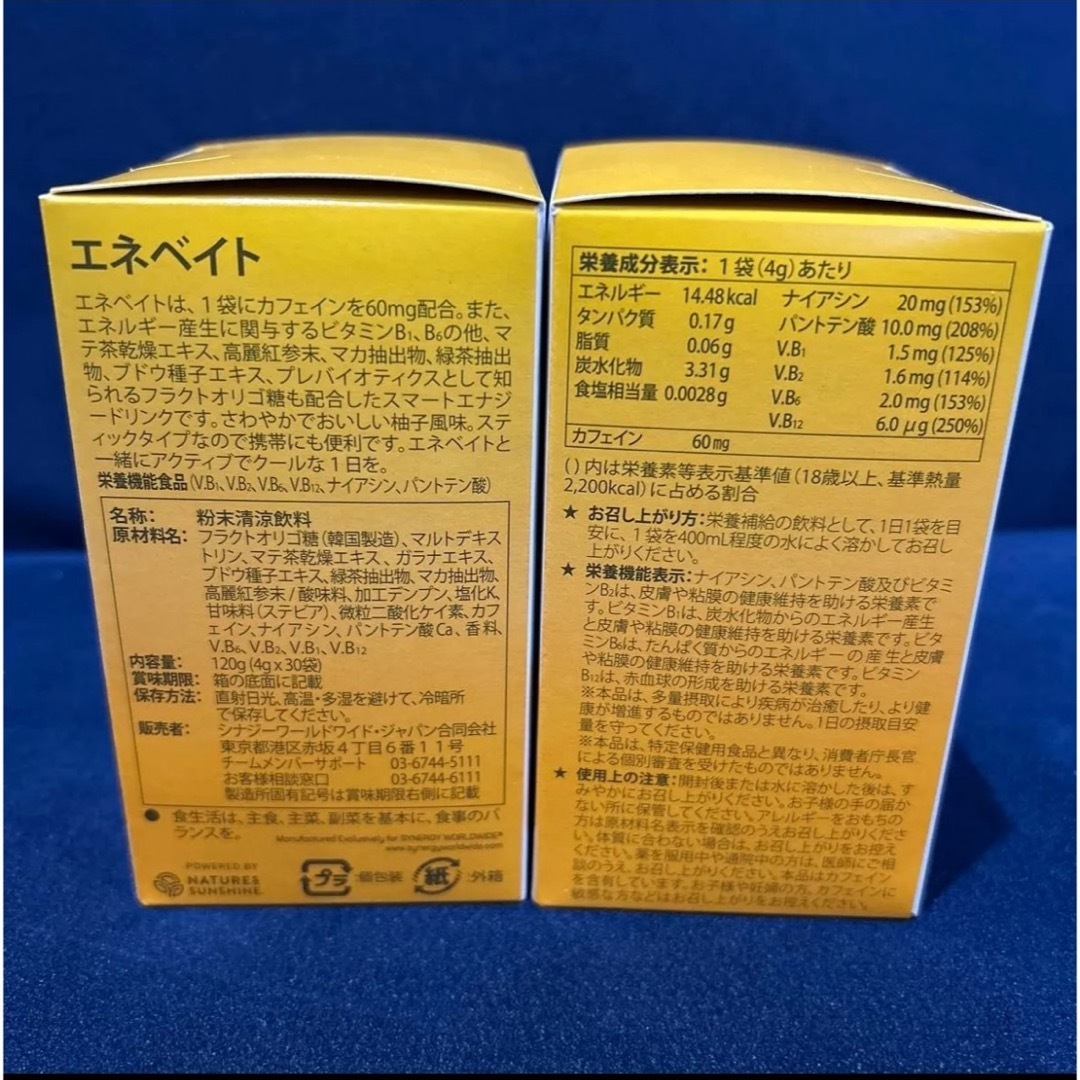 エネベイト
エネベイトは、1袋にカフェインを60mg配合。また、
エネルギー産生に関与するビタミンB₁、B₆の他、マ
テ茶乾燥エキス、高麗紅参末、マカ抽出物、緑茶抽出
物、ブドウ種子エキス、プレバイオティクスとして知
られるフラクトオリゴ糖も配合したスマートエナジ
ードリンクです。さわやかでおいしい柚子風味。ステ
ィックタイプなので携帯にも便利です。エネベイトと
一緒にアクティブでクールな1日を。
栄養機能食品(V.B₁、V.B₂、V.B₆、V.B₁₂、ナイアシン、パントテン酸)
名称: 粉末清涼飲料
原材料名: フラクトオリゴ糖(韓国製造)、マルトデキス
トリン、マテ茶乾燥エキス、ガラナエキス、
ブドウ種子エキス、緑茶抽出物、マカ抽出物、
高麗紅参末/酸味料、加工デンプン、塩化K、
甘味料(ステビア)、微粒二酸化ケイ素、カフ
ェイン、ナイアシン、パントテン酸Ca、香料、
V.B₆、V.B₂、V.B₁、V.B₁₂
内容量: 120g(4g x 30袋)
賞味期限: 箱の底面に記載
保存方法: 直射日光、高温・多湿を避けて、冷暗所
で保存してください。
販売者: シナジーワールドワイド・ジャパン合同会社
東京都港区赤坂4丁目6番11号
チームメンバーサポート 03-6744-5111
お客様相談窓口 03-6744-6111
製造所固有記号は賞味期限右側に記載
● 食生活は、主食、主菜、副菜を基本に、食事のバ
ランスを。
Manufactured Exclusively for SYNERGY WORLDWIDE®
www.synergyworldwide.com
POWERED BY
NATURE'S
SUNSHINE
プラ :個包装 紙 :外箱
栄養成分表示: 1袋(4g)あたり
エネルギー 14.48kcal ナイアシン 20mg(153%)
タンパク質 0.17g パントテン酸 10.0mg(208%)
脂質 0.06g V.B₁ 1.5mg(125%)
炭水化物 3.31g V.B₂ 1.6mg(114%)
食塩相当量 0.0028g V.B₆ 2.0mg(153%)
V.B₁₂ 6.0μg(250%)
カフェイン 60mg
( )内は栄養素等表示基準値(18歳以上、基準熱量
2,200kcal)に占める割合
★ お召し上がり方:栄養補給の飲料として、1日1袋を目
安に、1袋を400mL程度の水によく溶かしてお召し
上がりください。
★ 栄養機能表示:ナイアシン、パントテン酸及びビタミ
ンB₂は、皮膚や粘膜の健康維持を助ける栄養素で
す。ビタミンB₁は、炭水化物からのエネルギー産生
と皮膚や粘膜の健康維持を助ける栄養素です。ビタ
ミンB₆は、たんぱく質からのエネルギーの産生と皮膚
や粘膜の健康維持を助ける栄養素です。ビタミン
B₁₂は、赤血球の形成を助ける栄養素です。
※本品は、多量摂取により疾病が治癒したり、より健
康が増進するものではありません。1日の摂取目安
量を守ってください。
※本品は、特定保健用食品と異なり、消費者庁長官
による個別審査を受けたものではありません。
★ 使用上の注意:開封後または水に溶かした後は、す
みやかにお召し上がりください。お子様の手の届か
ない所に保管してください。アレルギーをおもちの
方は原材料名表示を確認のうえお召し上がりくださ
い。体質に合わない場合は、お召し上がりをお控え
ください。薬を服用中や通院中の方は、医師にご相
談のうえ、お召し上がりください。本品はカフェイン
を含有しています。お子様や妊婦の方、カフェインに
敏感な方などはお召し上がりをお控えください。